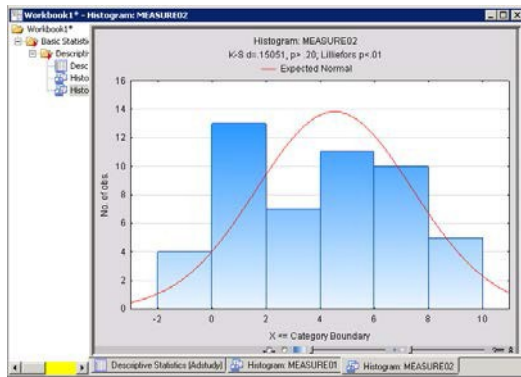 Workbook1* - Histogram: MEASURE02
Workbook1*
Basic Statisti
Descriptiv
Desc
Histo
Histo
Histogram: MEASURE02
K-S d=.15051, p> .20; Lilliefors p<.01
Expected Normal
16
14
12
10
8
6
4
2
0
No. of obs.
-2 0 2 4 6 8 10
X <= Category Boundary
Descriptive Statistics (Adstudy) Histogram: MEASURE01 Histogram: MEASURE02